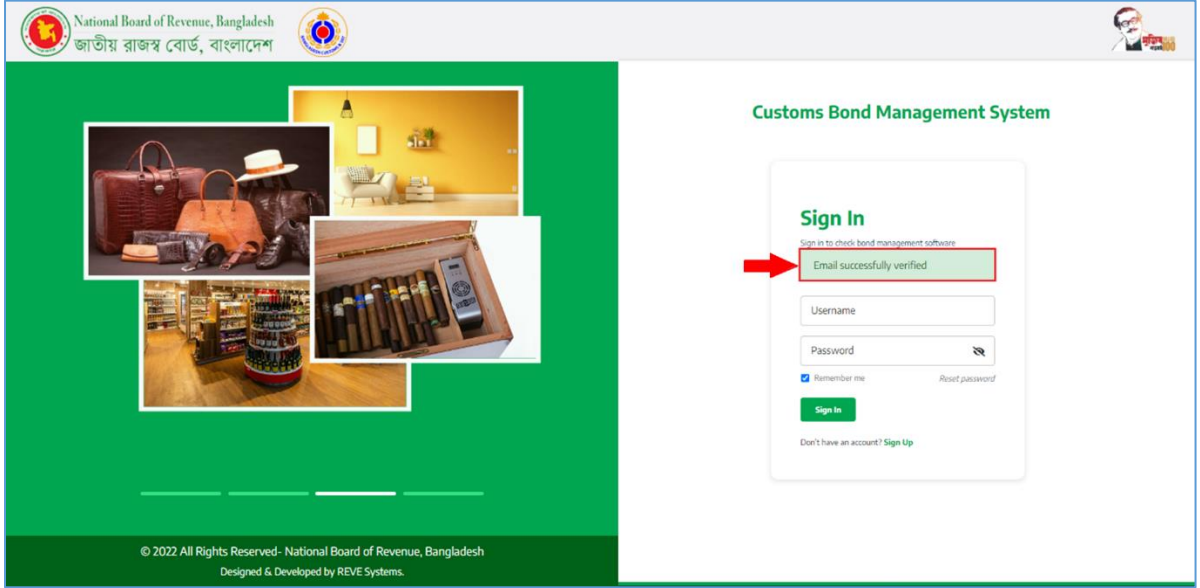 National Board of Revenue, Bangladesh
জাতীয় রাজস্ব বোর্ড, বাংলাদেশ
Customs Bond Management System
Sign In
Sign in to check bond management software
Email successfully verified
Username
Password
Remember me
Reset password
Sign In
Don't have an account? Sign Up
© 2022 All Rights Reserved- National Board of Revenue, Bangladesh
Designed & Developed by REVE Systems.